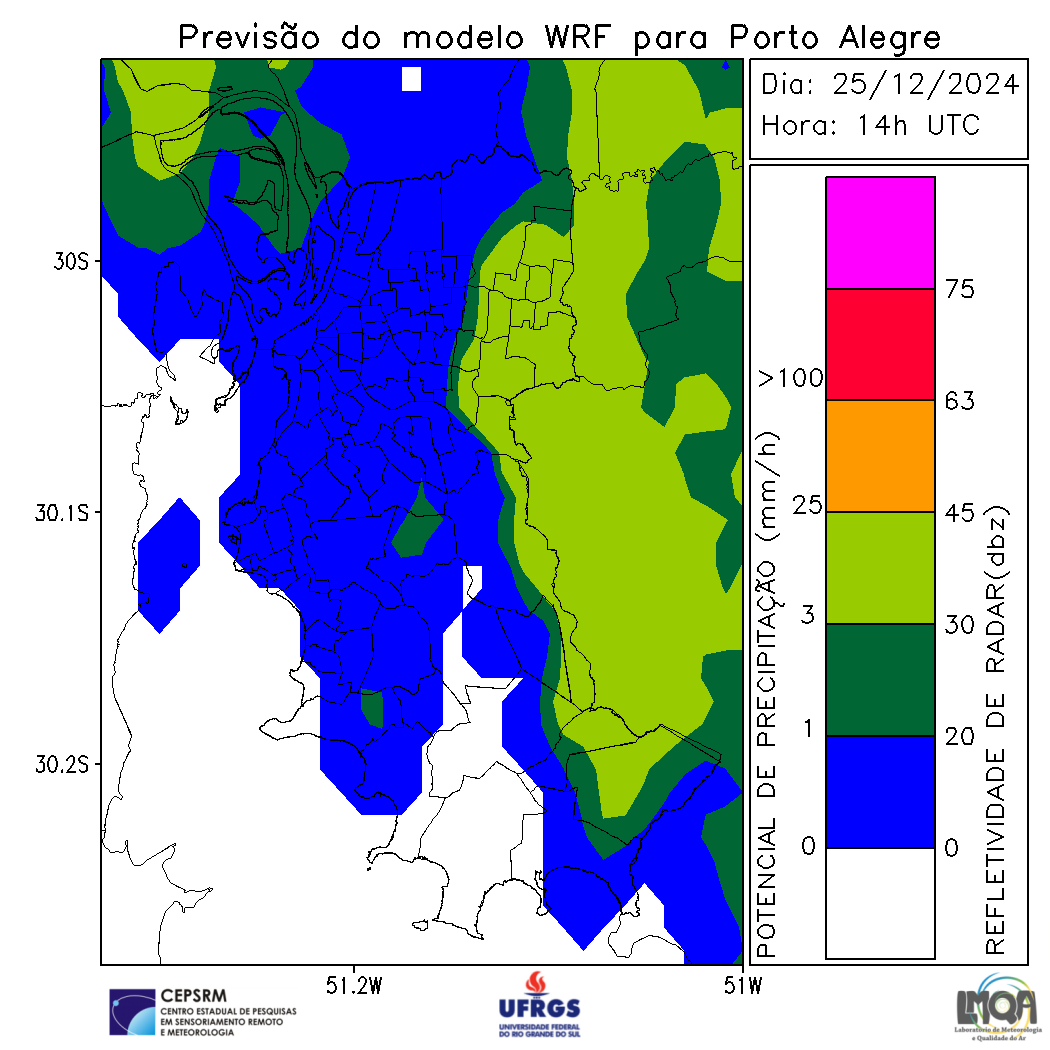 Previsão do modelo WRF para Porto Alegre
Dia: 25/12/2024
Hora: 14h UTC
30S
30.1S
30.2S
51.2W
51W
POTENCIAL DE PRECIPITAÇÃO (mm/h)
>100
25
3
1
0
75
63
45
30
20
0
REFLETIVIDADE DE RADAR(dbz)
CEPSRM
CENTRO ESTADUAL DE PESQUISAS
EM SENSORIAMENTO REMOTO
E METEOROLOGIA
UFRGS
UNIVERSIDADE FEDERAL
DO RIO GRANDE DO SUL
LMQA
Laboratório de Meteorologia
e Qualidade do Ar